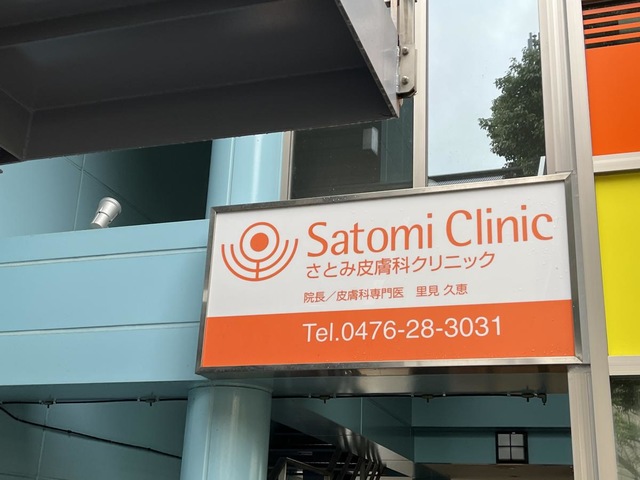 Satomi Clinic
さとみ皮膚科クリニック
院長／皮膚科専門医 里見 久恵
Tel.0476-28-3031